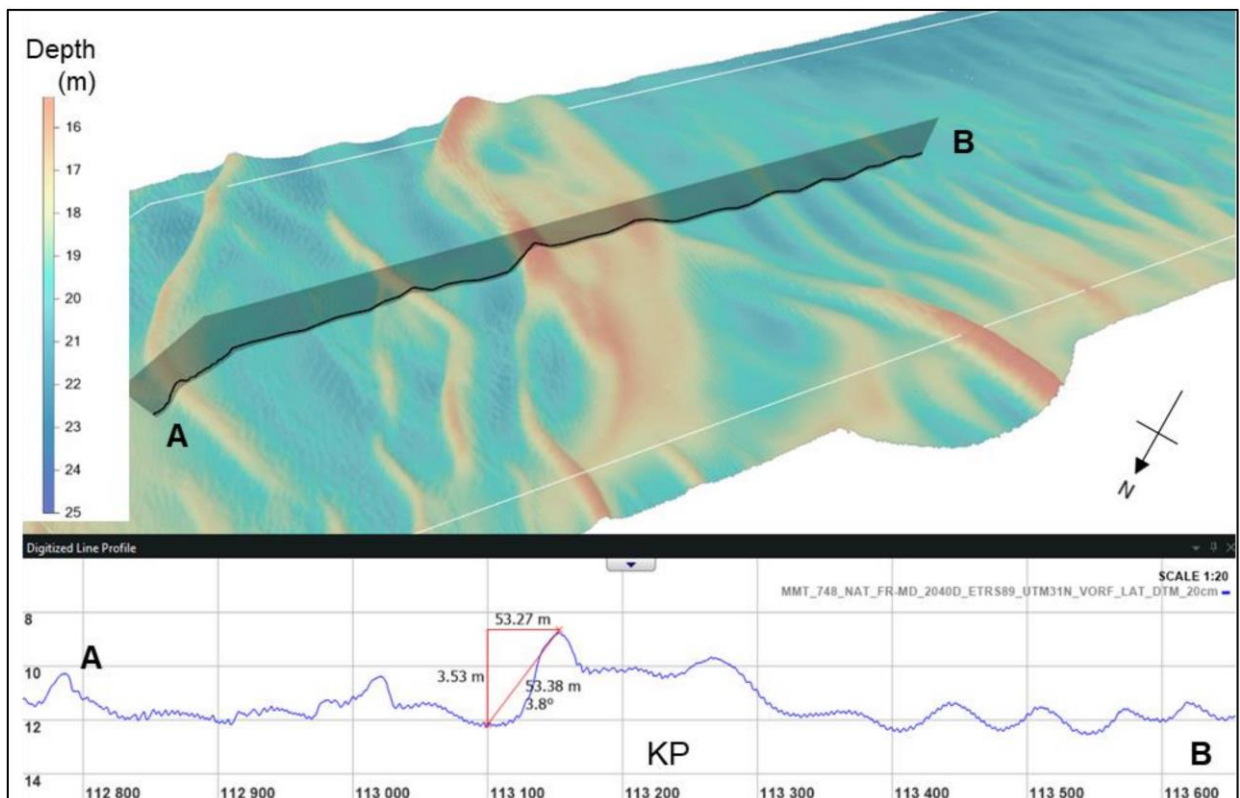 Depth
(m)
16
17
18
19
20
21
22
23
24
25
A
B
N
Digitized Line Profile
SCALE 1:20
MMT_748_NAT_FR-MD_2040D_ETRS89_UTM31N_VORF_LAT_DTM_20cm
8
10
12
14
A
53.27 m
3.53 m
53.38 m
3.8º
KP
B
112 800
112 900
113 000
113 100
113 200
113 300
113 400
113 500
113 600